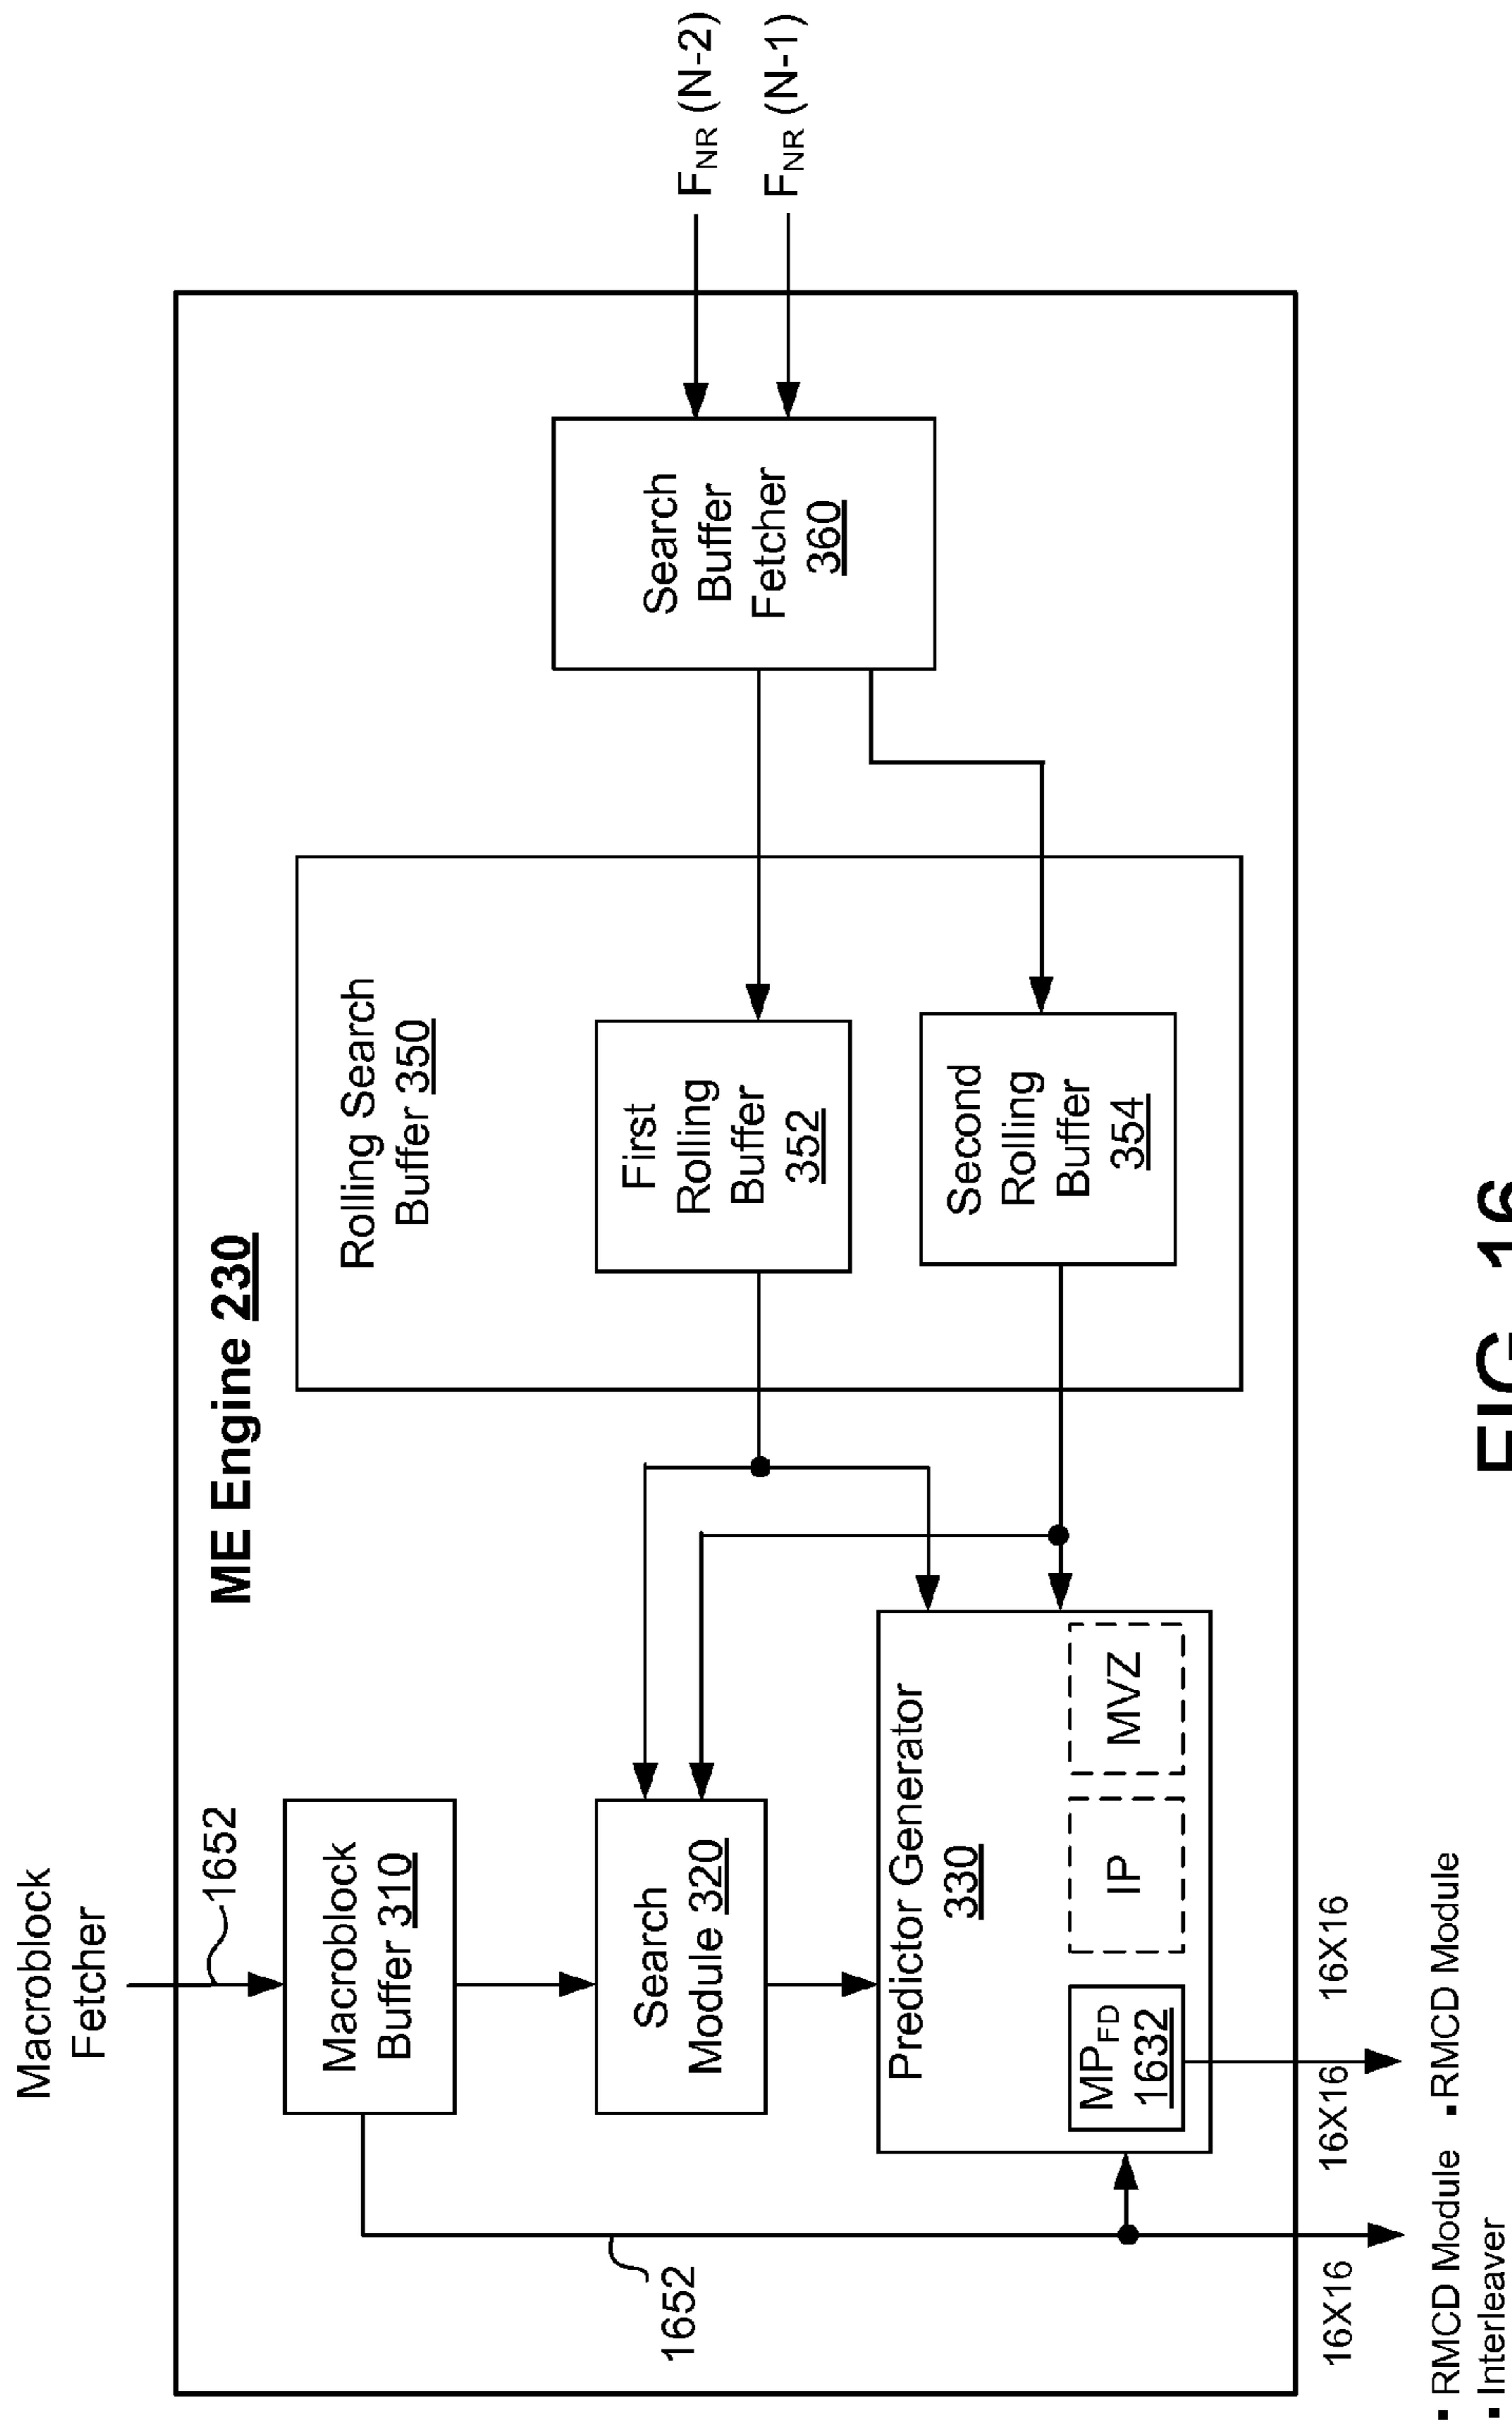 Macroblock
Fetcher
1652
ME Engine 230
Macroblock
Buffer 310
Rolling Search
Buffer 350
Search
Module 320
First
Rolling
Buffer
352
Search
Buffer
Fetcher
360
F_NR (N-2)
F_NR (N-1)
1652
Predictor Generator
330
MP_FD
1632
IP
MVZ
Second
Rolling
Buffer
354
16X16
16X16
16X16
▪ RMCD Module
▪ Interleaver
▪ RMCD Module
FIG. 16